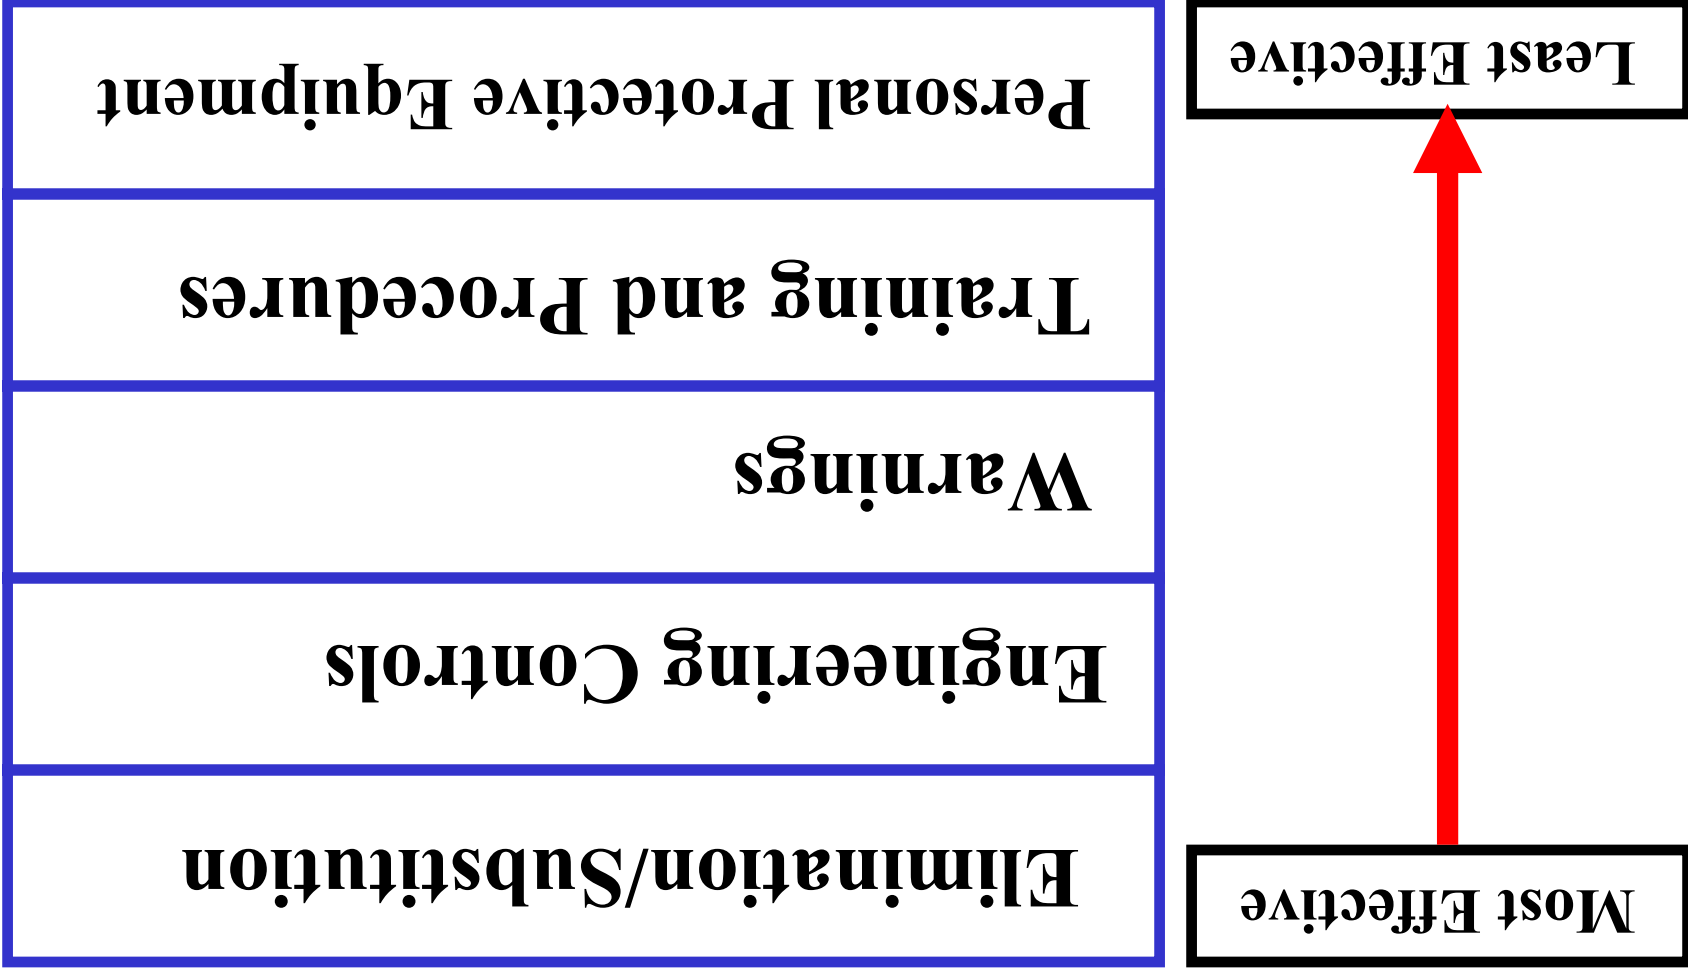 Most Effective
Elimination/Substitution
Engineering Controls
Warnings
Training and Procedures
Least Effective
Personal Protective Equipment